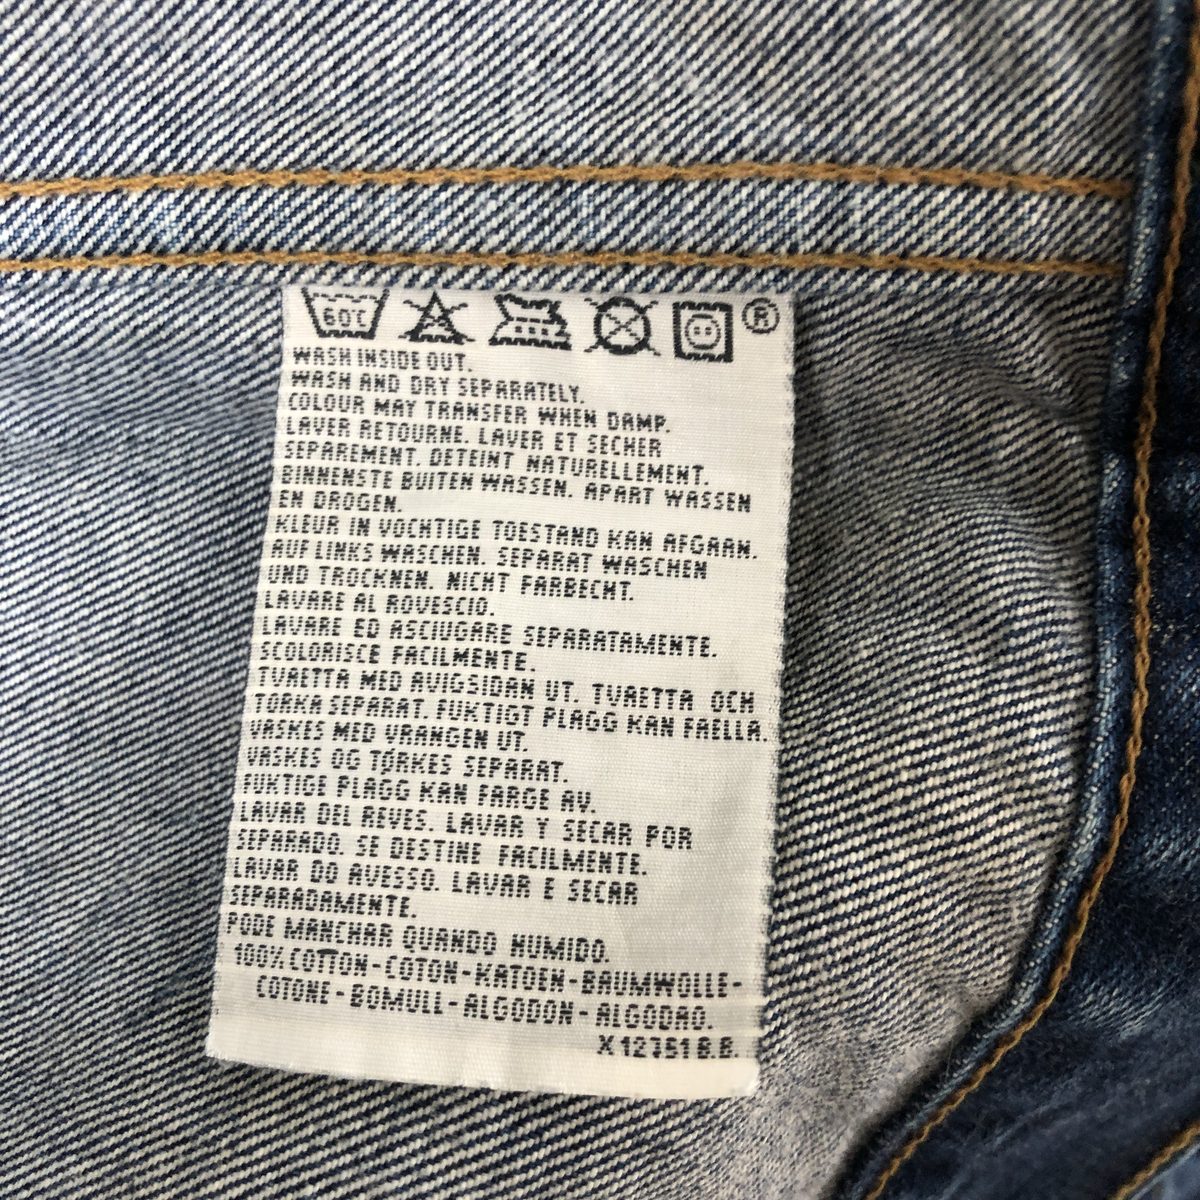 60°C ®
WASH INSIDE OUT.
WASH AND DRY SEPARATELY.
COLOUR MAY TRANSFER WHEN DAMP.
LAVER RETOURNE. LAVER ET SECHER
SEPAREMENT. DETEINT NATURELLEMENT.
BINNENSTE BUITEN WASSEN. APART WASSEN
EN DROGEN.
KLEUR IN VOCHTIGE TOESTAND KAN AFGAAN.
AUF LINKS WASCHEN. SEPARAT WASCHEN
UND TROCKNEN. NICHT FARBECHT.
LAVARE AL ROVESCIO.
LAVARE ED ASCIUGARE SEPARATAMENTE.
SCOLORISCE FACILMENTE.
TVAETTA MED AVIGSIDAN UT. TVAETTA OCH
TORKA SEPARAT. FUKTIGT PLAGG KAN FAELLA.
VASKES MED VRANGEN UT.
VASKES OG TØRKES SEPARAT.
FUKTIGE PLAGG KAN FARGE AV.
LAVAR DEL REVES. LAVAR Y SECAR POR
SEPARADO. SE DESTINE FACILMENTE.
LAVAR DO AVESSO. LAVAR E SECAR
SEPARADAMENTE.
PODE MANCHAR QUANDO HUMIDO.
100% COTTON-COTON-KATOEN-BAUMWOLLE-
COTONE-BOMULL-ALGODON-ALGODAO.
X 12751 B.B.